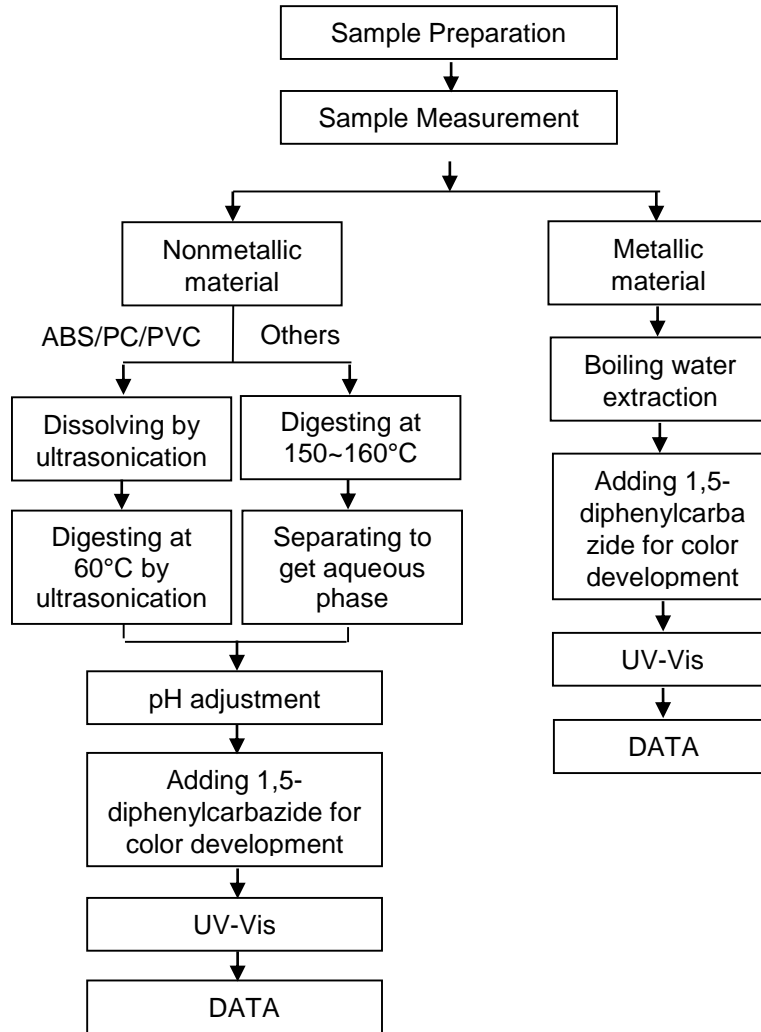 Sample Preparation
Sample Measurement
Nonmetallic
material
ABS/PC/PVC
Others
Dissolving by
ultrasonication
Digesting at
150~160°C
Digesting at
60°C by
ultrasonication
Separating to
get aqueous
phase
pH adjustment
Adding 1,5-
diphenylcarbazide for
color development
UV-Vis
DATA
Metallic
material
Boiling water
extraction
Adding 1,5-
diphenylcarba
zide for color
development
UV-Vis
DATA